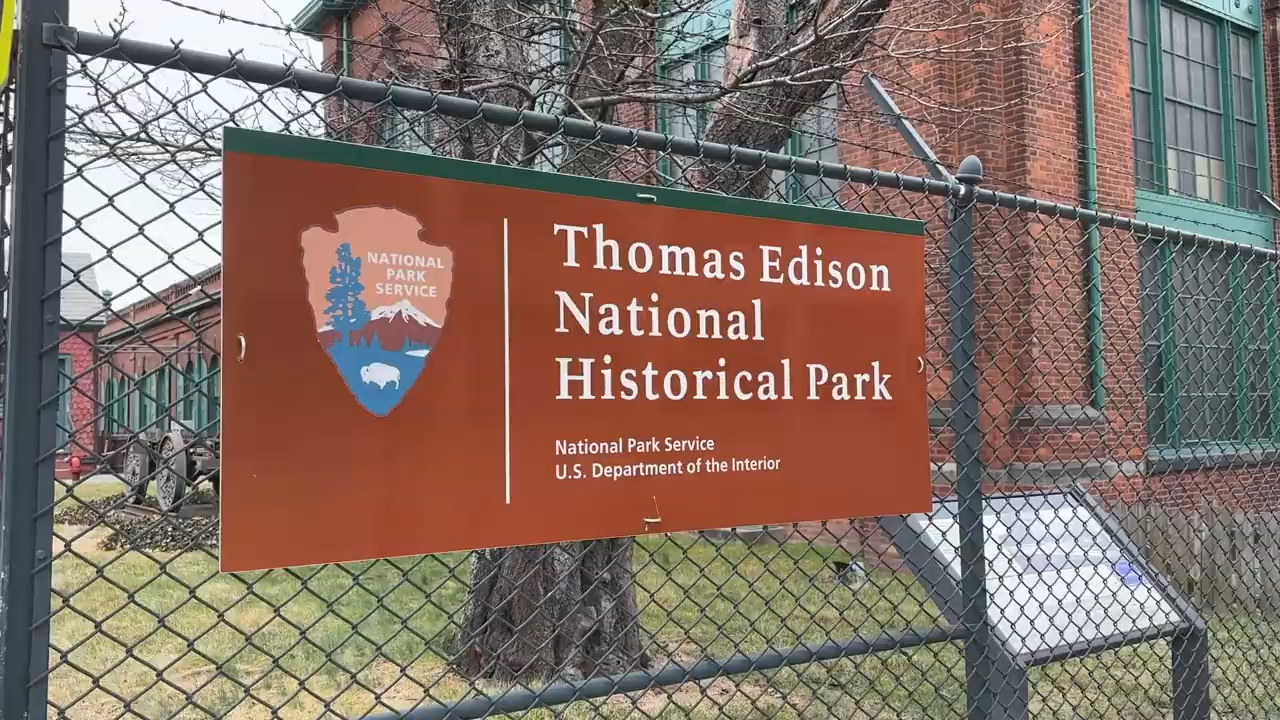 NATIONAL
PARK
SERVICE
Thomas Edison
National
Historical Park
National Park Service
U.S. Department of the Interior